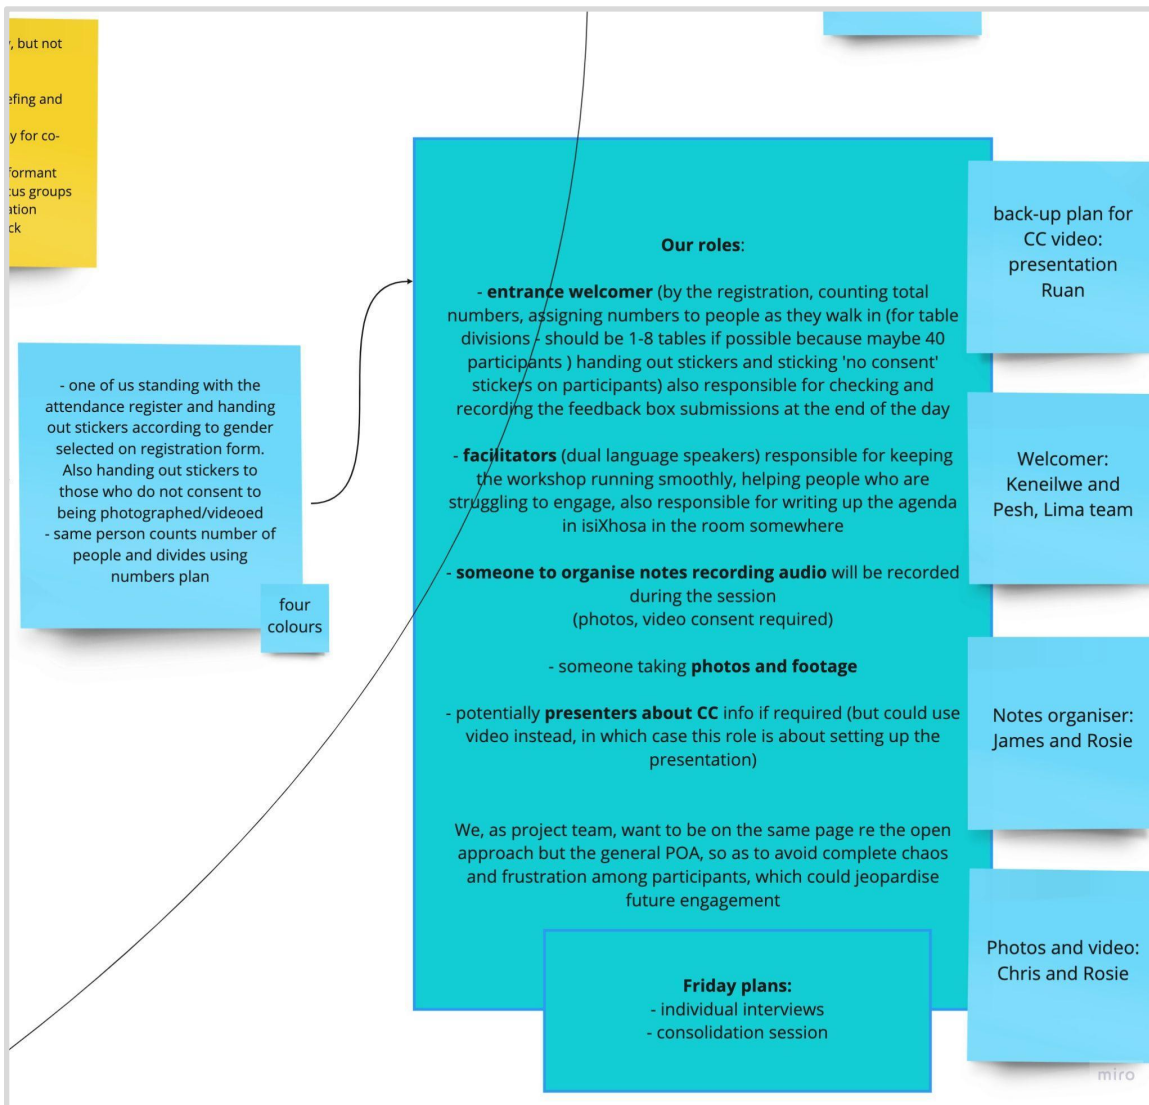 , but not
efing and
y for co-
formant
cus groups
ation
ck
- one of us standing with the
attendance register and handing
out stickers according to gender
selected on registration form.
Also handing out stickers to
those who do not consent to
being photographed/videoed
- same person counts number of
people and divides using
numbers plan
four
colours
Our roles:
- entrance welcomer (by the registration, counting total
numbers, assigning numbers to people as they walk in (for table
divisions - should be 1-8 tables if possible because maybe 40
participants ) handing out stickers and sticking 'no consent'
stickers on participants) also responsible for checking and
recording the feedback box submissions at the end of the day
- facilitators (dual language speakers) responsible for keeping
the workshop running smoothly, helping people who are
struggling to engage, also responsible for writing up the agenda
in isiXhosa in the room somewhere
- someone to organise notes recording audio will be recorded
during the session
(photos, video consent required)
- someone taking photos and footage
- potentially presenters about CC info if required (but could use
video instead, in which case this role is about setting up the
presentation)
We, as project team, want to be on the same page re the open
approach but the general POA, so as to avoid complete chaos
and frustration among participants, which could jeopardise
future engagement
Friday plans:
- individual interviews
- consolidation session
back-up plan for
CC video:
presentation
Ruan
Welcomer:
Keneilwe and
Pesh, Lima team
Notes organiser:
James and Rosie
Photos and video:
Chris and Rosie
miro